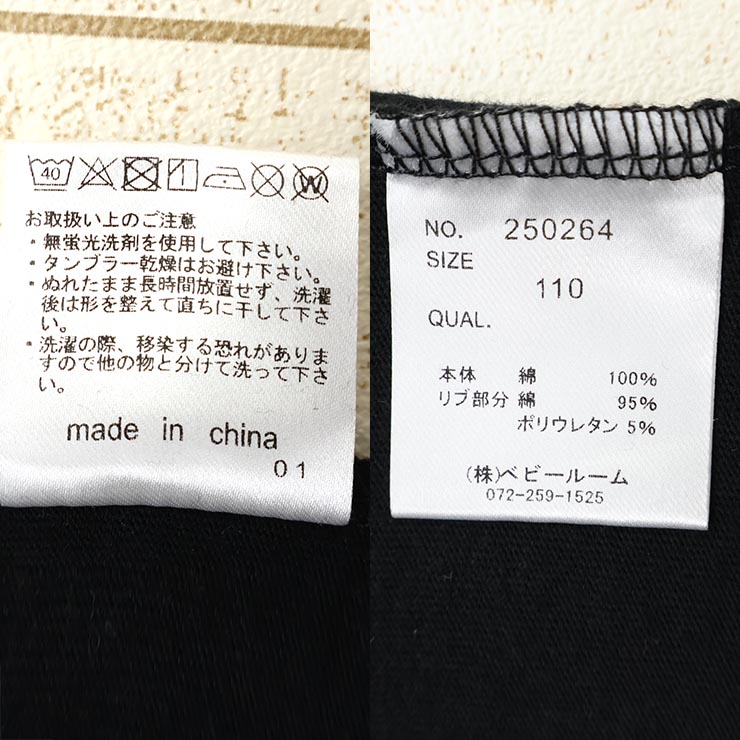 40
W
お取扱い上のご注意
・無蛍光洗剤を使用して下さい。
・タンブラー乾燥はお避け下さい。
・ぬれたまま長時間放置せず、洗濯
後は形を整えて直ちに干して下さ
い。
・洗濯の際、移染する恐れがありま
すので他の物と分けて洗って下さ
い。
made in china
01
NO. 250264
SIZE
110
QUAL.
本体 綿 100%
リブ部分 綿 95%
ポリウレタン 5%
(株)ベビールーム
072-259-1525